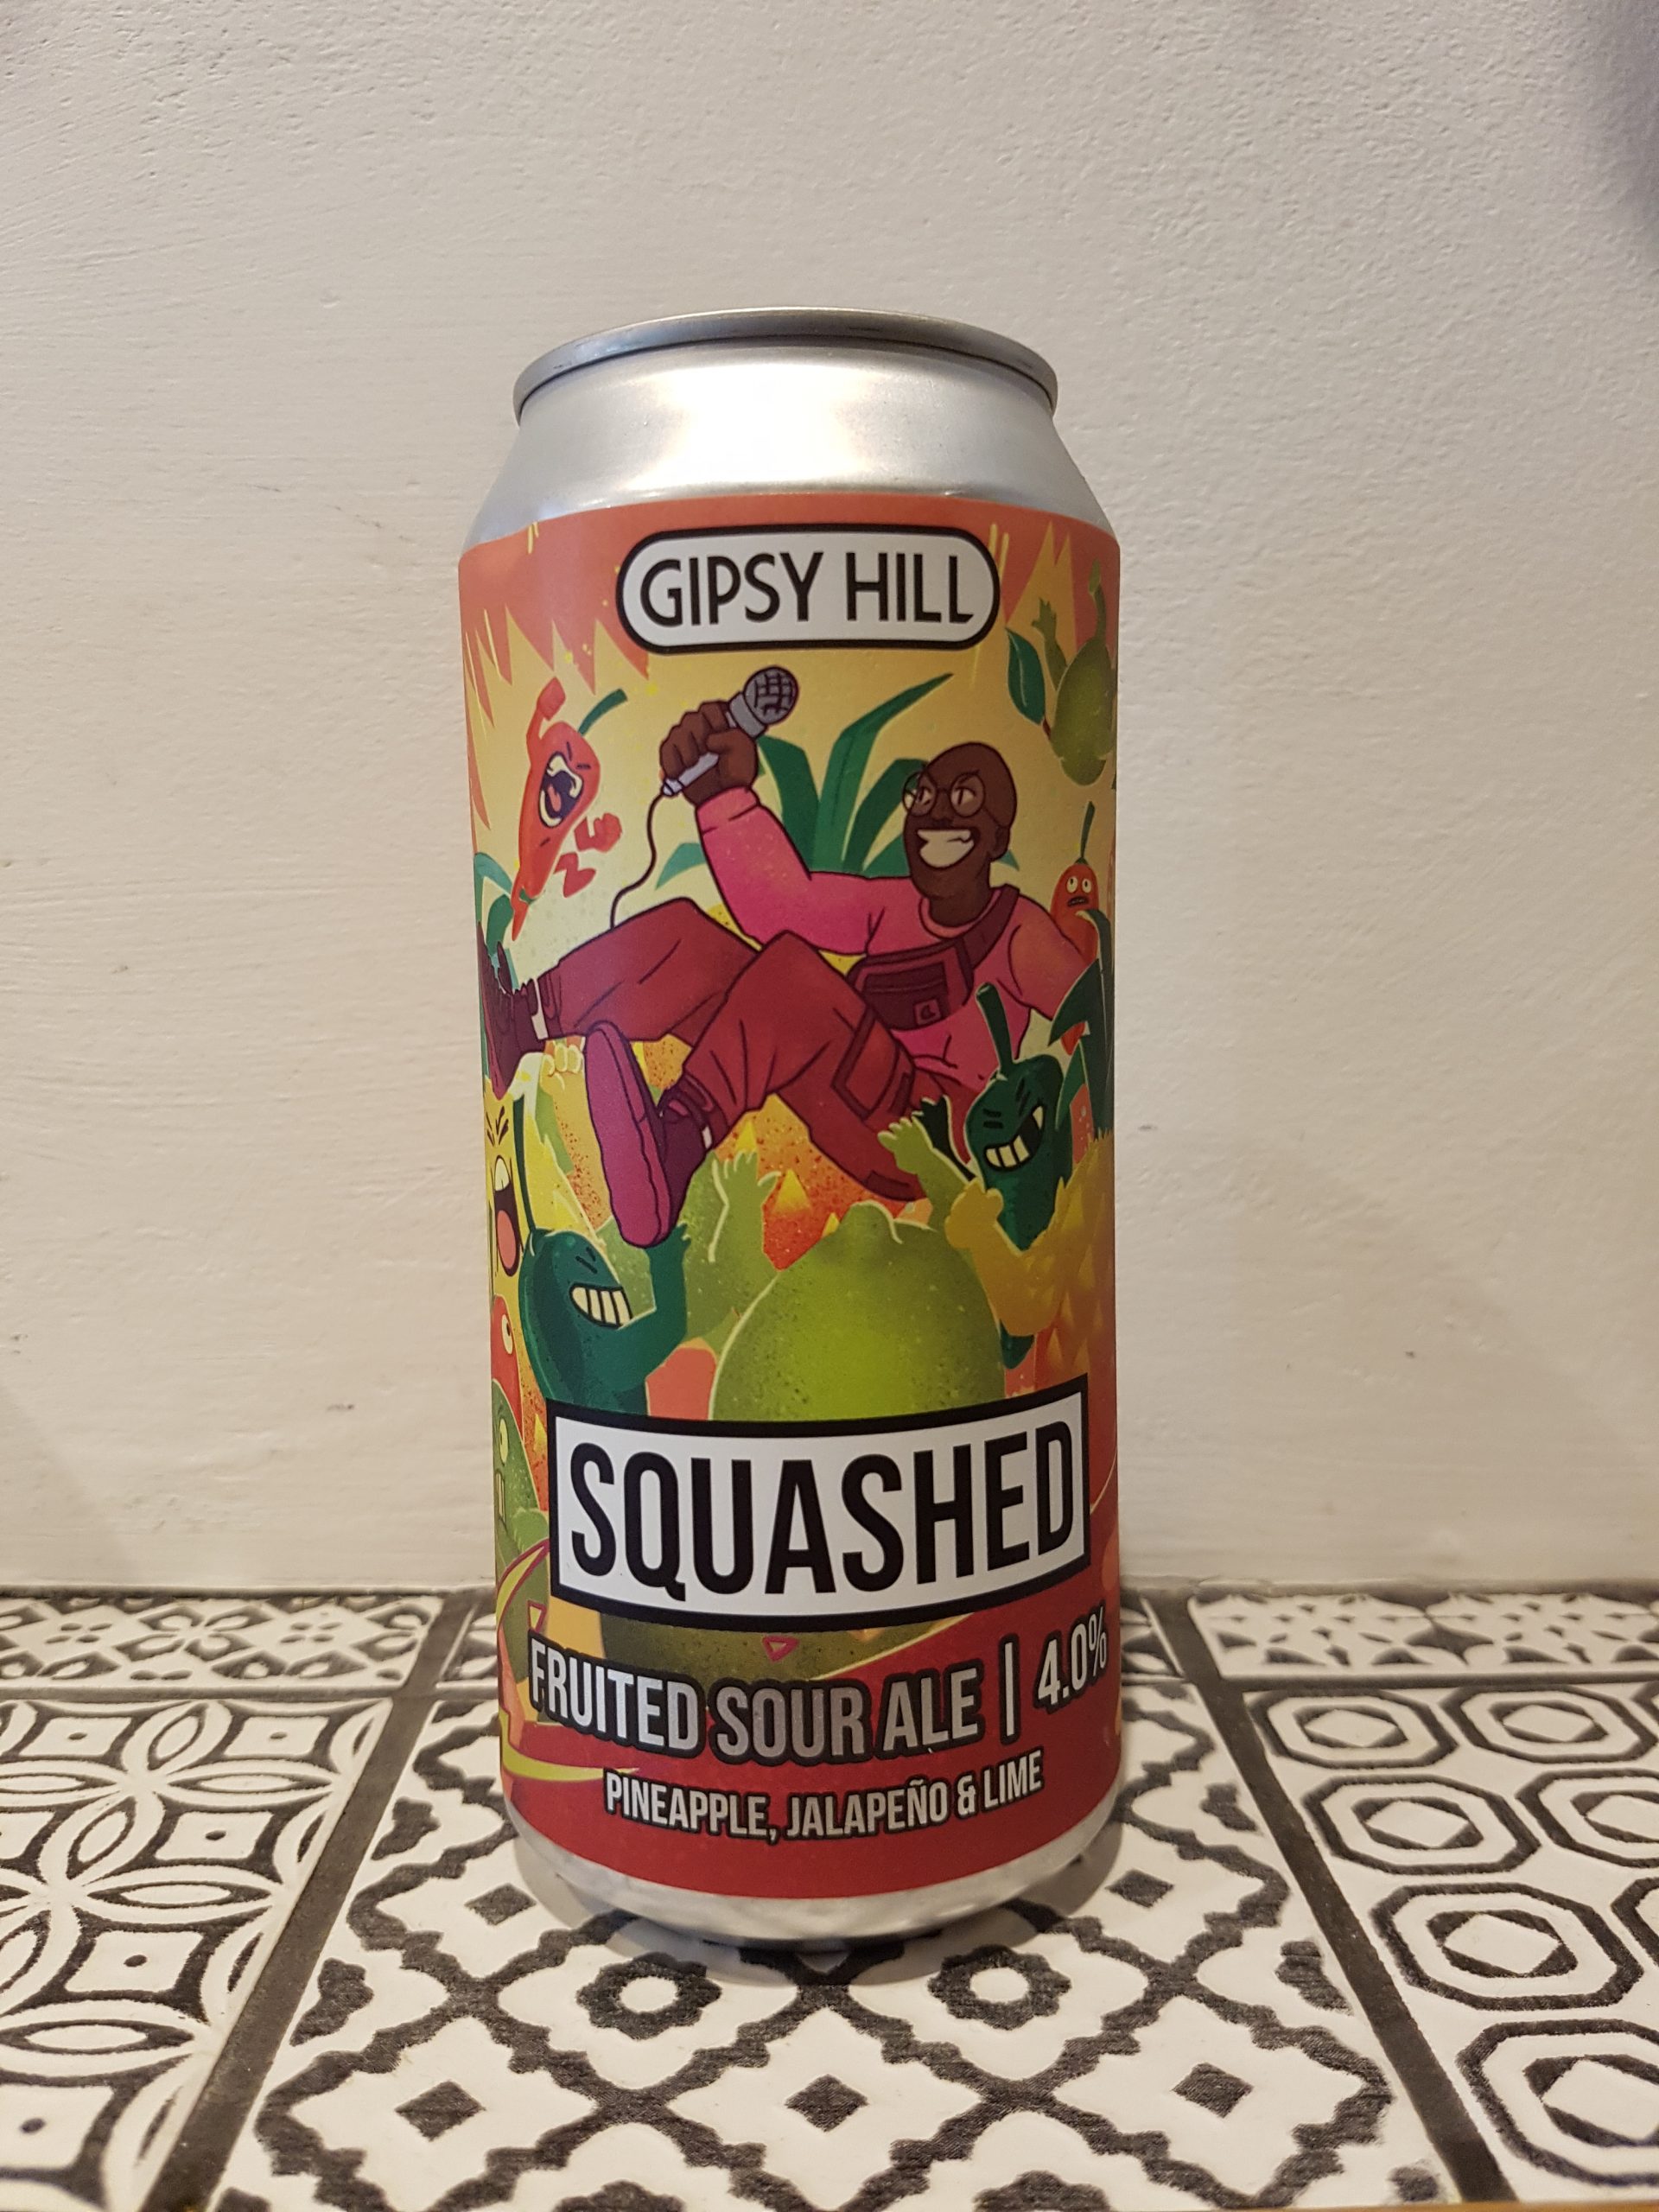 GIPSY HILL
SQUASHED
FRUITED SOUR ALE | 4.0%
PINEAPPLE, JALAPEÑO & LIME